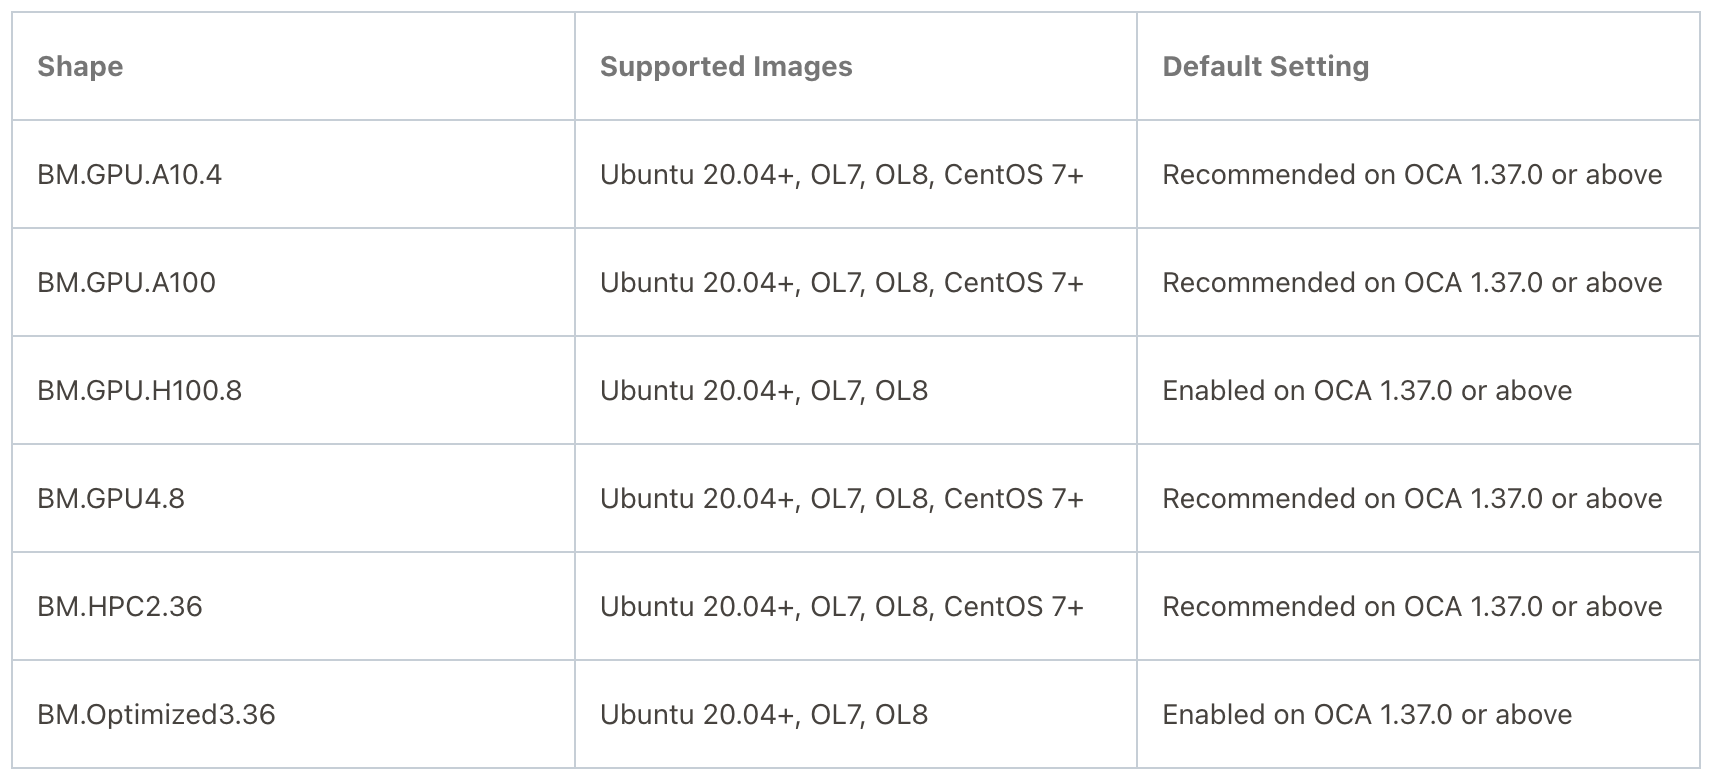 Shape Supported Images Default Setting
BM.GPU.A10.4 Ubuntu 20.04+, OL7, OL8, CentOS 7+ Recommended on OCA 1.37.0 or above
BM.GPU.A100 Ubuntu 20.04+, OL7, OL8, CentOS 7+ Recommended on OCA 1.37.0 or above
BM.GPU.H100.8 Ubuntu 20.04+, OL7, OL8 Enabled on OCA 1.37.0 or above
BM.GPU4.8 Ubuntu 20.04+, OL7, OL8, CentOS 7+ Recommended on OCA 1.37.0 or above
BM.HPC2.36 Ubuntu 20.04+, OL7, OL8, CentOS 7+ Recommended on OCA 1.37.0 or above
BM.Optimized3.36 Ubuntu 20.04+, OL7, OL8 Enabled on OCA 1.37.0 or above